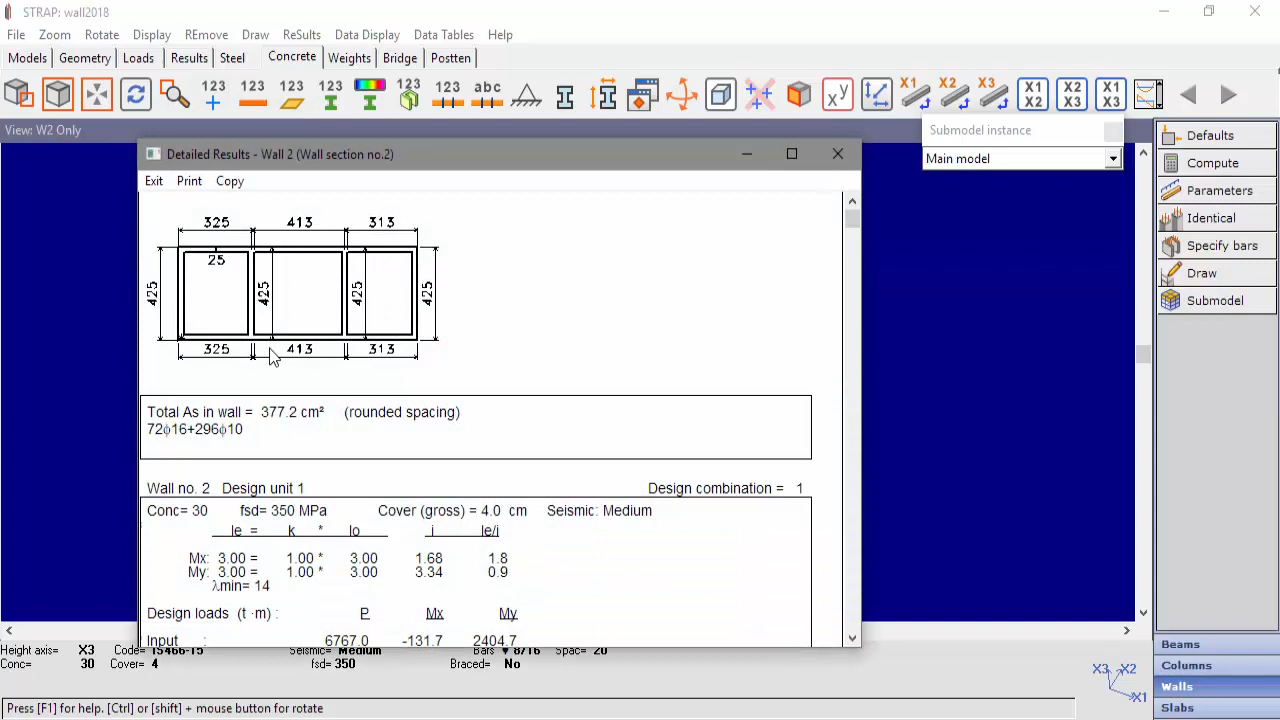 STRAP: wall2018
File Zoom Rotate Display REmove Draw ReSults Data Display Data Tables Help
Models Geometry Loads Results Steel Concrete Weights Bridge Postten
123 123 123 123 123 123 abc xy X1 X2 X3 X1 X2 X1
X2 X3 X3
View: W2 Only
Submodel instance
Main model
Defaults
Compute
Parameters
Identical
Specify bars
Draw
Submodel
Detailed Results - Wall 2 (Wall section no.2)
Exit Print Copy
325 413 313
25
425 425 425 425
325 413 313
Total As in wall = 377.2 cm² (rounded spacing)
72ϕ16+296ϕ10
Wall no. 2 Design unit 1 Design combination = 1
Conc= 30 fsd= 350 MPa Cover (gross) = 4.0 cm Seismic: Medium
le = k * lo i le/i
Mx: 3.00 = 1.00 * 3.00 1.68 1.8
My: 3.00 = 1.00 * 3.00 3.34 0.9
λmin= 14
Design loads (t ·m) : P Mx My
Input : 6767.0 -131.7 2404.7
Height axis= X3 Code= 15466-15 Seismic= Medium Bars 8/16 Spac= 20
Conc= 30 Cover= 4 fsd= 350 Braced= No
X3 X2
X1
Beams
Columns
Walls
Slabs
Press [F1] for help. [Ctrl] or [shift] + mouse button for rotate